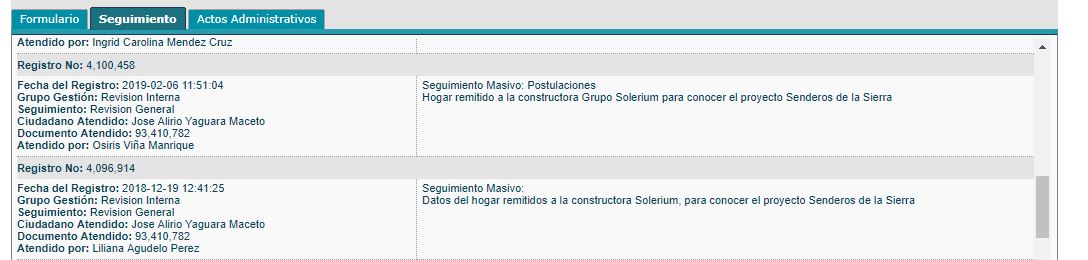 Formulario Seguimiento Actos Administrativos
Atendido por: Ingrid Carolina Mendez Cruz
Registro No: 4,100,458
Fecha del Registro: 2019-02-06 11:51:04
Grupo Gestión: Revision Interna
Seguimiento: Revision General
Ciudadano Atendido: Jose Alirio Yaguara Maceto
Documento Atendido: 93,410,782
Atendido por: Osiris Viña Manrique
Seguimiento Masivo: Postulaciones
Hogar remitido a la constructora Grupo Solerium para conocer el proyecto Senderos de la Sierra
Registro No: 4,096,914
Fecha del Registro: 2018-12-19 12:41:25
Grupo Gestión: Revision Interna
Seguimiento: Revision General
Ciudadano Atendido: Jose Alirio Yaguara Maceto
Documento Atendido: 93,410,782
Atendido por: Liliana Agudelo Perez
Seguimiento Masivo:
Datos del hogar remitidos a la constructora Solerium, para conocer el proyecto Senderos de la Sierra